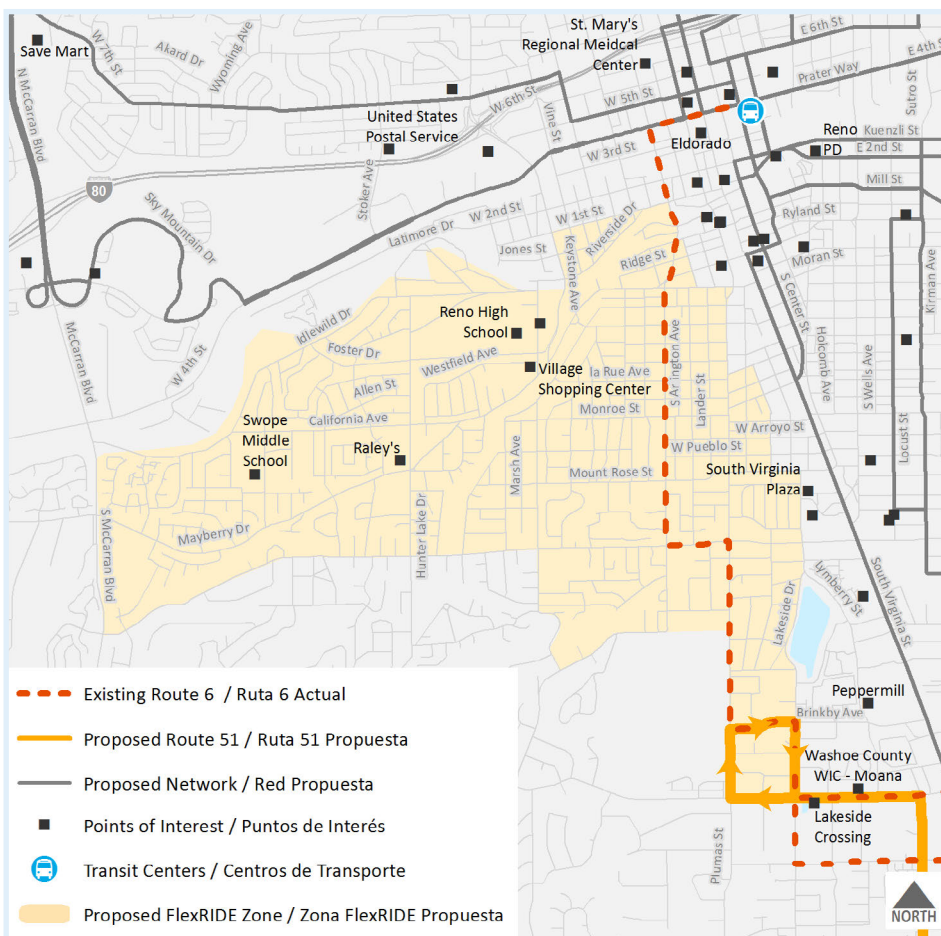 St. Mary's
Regional Meidcal
Center
E 6th St
E 4th S
Save Mart
W 7th St
Akard Dr
Wyoming Ave
Prater Way
Sutro St
N McCarran Blvd
W 6th St
W 5th St
Vine St
United States
Postal Service
Eldorado
Reno
PD
Kuenzli St
E 2nd St
W 3rd St
Mill St
80
Stoker Ave
Sky Mountain Dr
W 2nd St
W 1st St
Latimore Dr
Riverside Dr
Ryland St
Jones St
Keystone Ave
Ridge St
Moran St
Kirman Ave
S Center St
Idlewild Dr
Reno High
School
McCarran Blvd
W 4th St
Foster Dr
Westfield Ave
S Arlington Ave
Holcomb Ave
S Wells Ave
Village
Shopping Center
la Rue Ave
Allen St
Lander St
Monroe St
Locust St
California Ave
Swope
Middle
School
W Arroyo St
Raley's
W Pueblo St
Marsh Ave
Mount Rose St
South Virginia
Plaza
Mayberry Dr
S McCarran Blvd
Hunter Lake Dr
Lakeside Dr
Lymberry St
South Virginia St
Existing Route 6 / Ruta 6 Actual
Peppermill
Brinkby Ave
Proposed Route 51 / Ruta 51 Propuesta
Washoe County
WIC - Moana
Proposed Network / Red Propuesta
Lakeside
Crossing
Points of Interest / Puntos de Interés
Plumas St
Transit Centers / Centros de Transporte
Proposed FlexRIDE Zone / Zona FlexRIDE Propuesta
NORTH